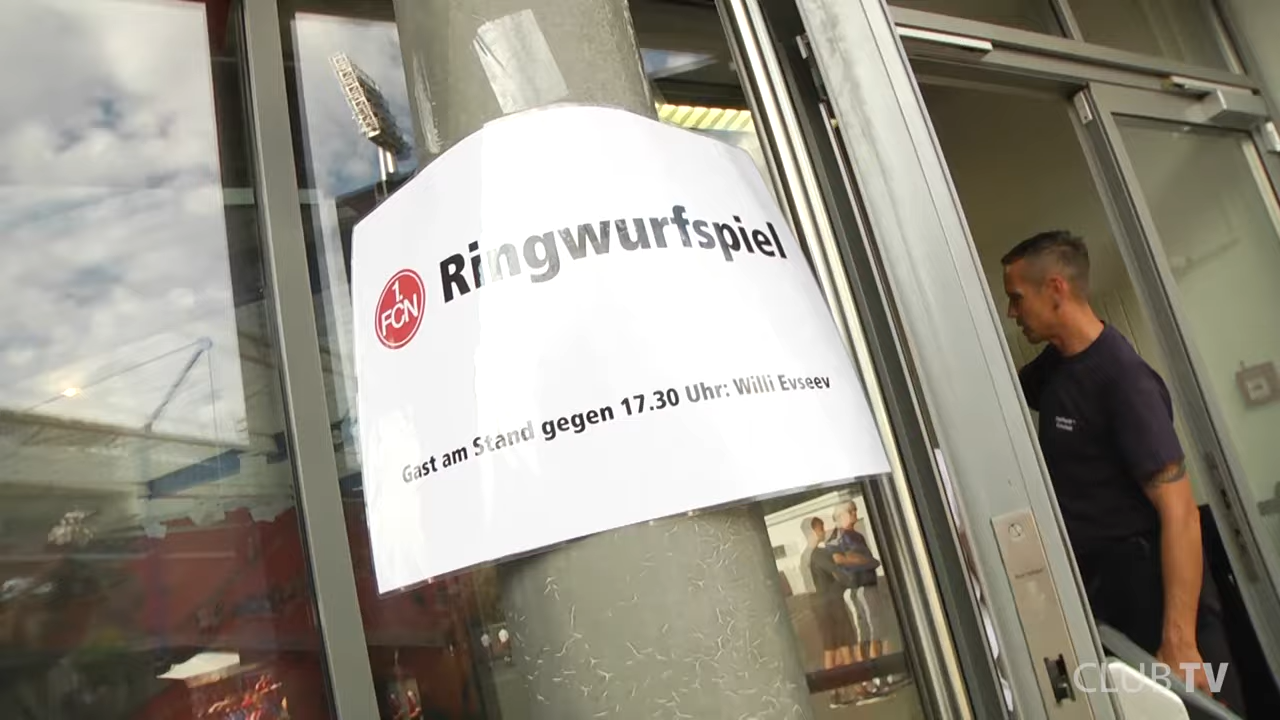 1.
FCN
Ringwurfspiel
Gast am Stand gegen 17.30 Uhr: Willi Evseev
CLUB TV